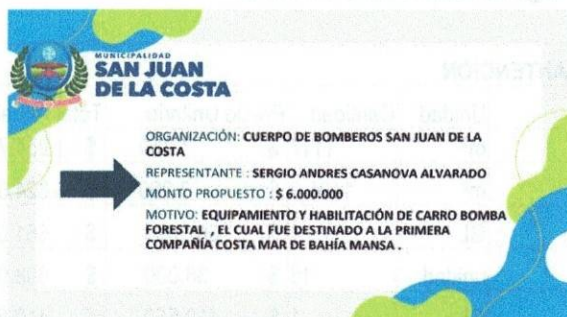 MUNICIPALIDAD
SAN JUAN
DE LA COSTA
ORGANIZACIÓN: CUERPO DE BOMBEROS SAN JUAN DE LA
COSTA
REPRESENTANTE : SERGIO ANDRES CASANOVA ALVARADO
MONTO PROPUESTO : $ 6.000.000
MOTIVO: EQUIPAMIENTO Y HABILITACIÓN DE CARRO BOMBA
FORESTAL , EL CUAL FUE DESTINADO A LA PRIMERA
COMPAÑÍA COSTA MAR DE BAHÍA MANSA .